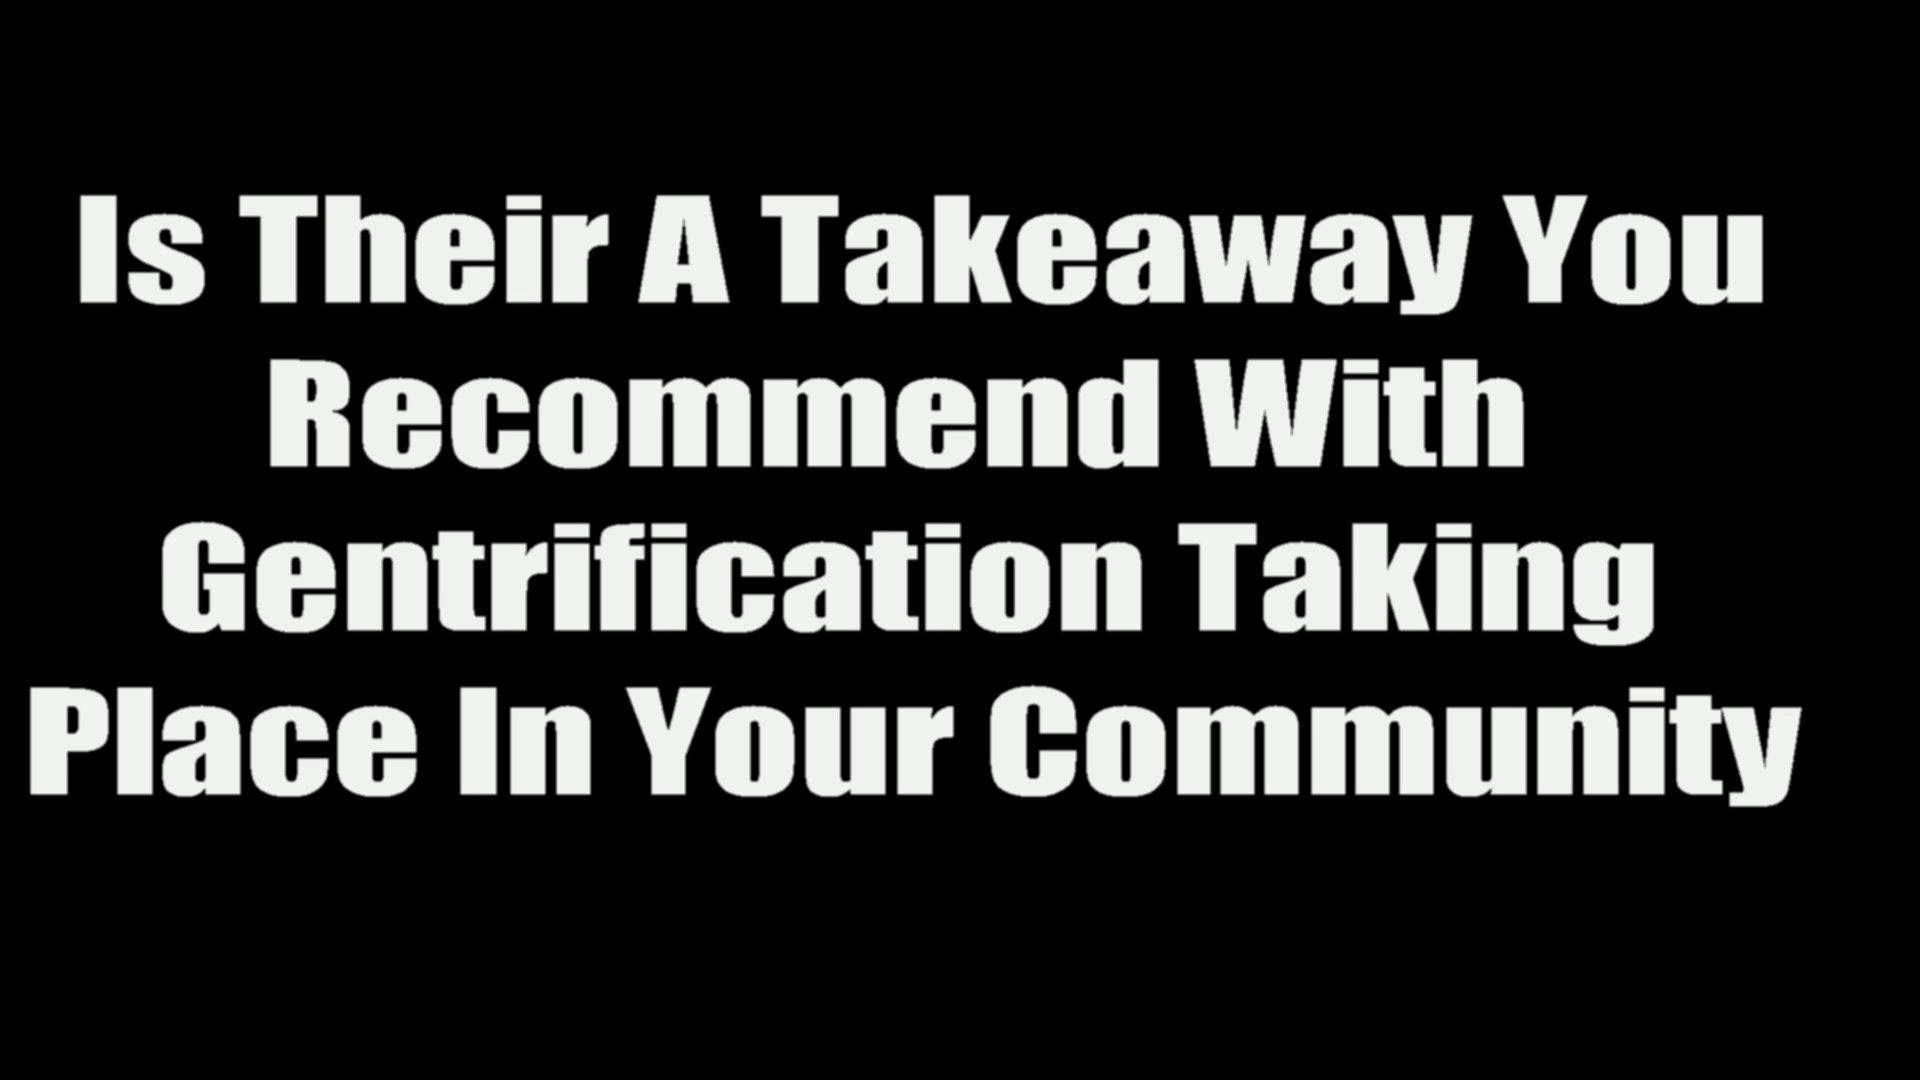 Is Their A Takeaway You
Recommend With
Gentrification Taking
Place In Your Community